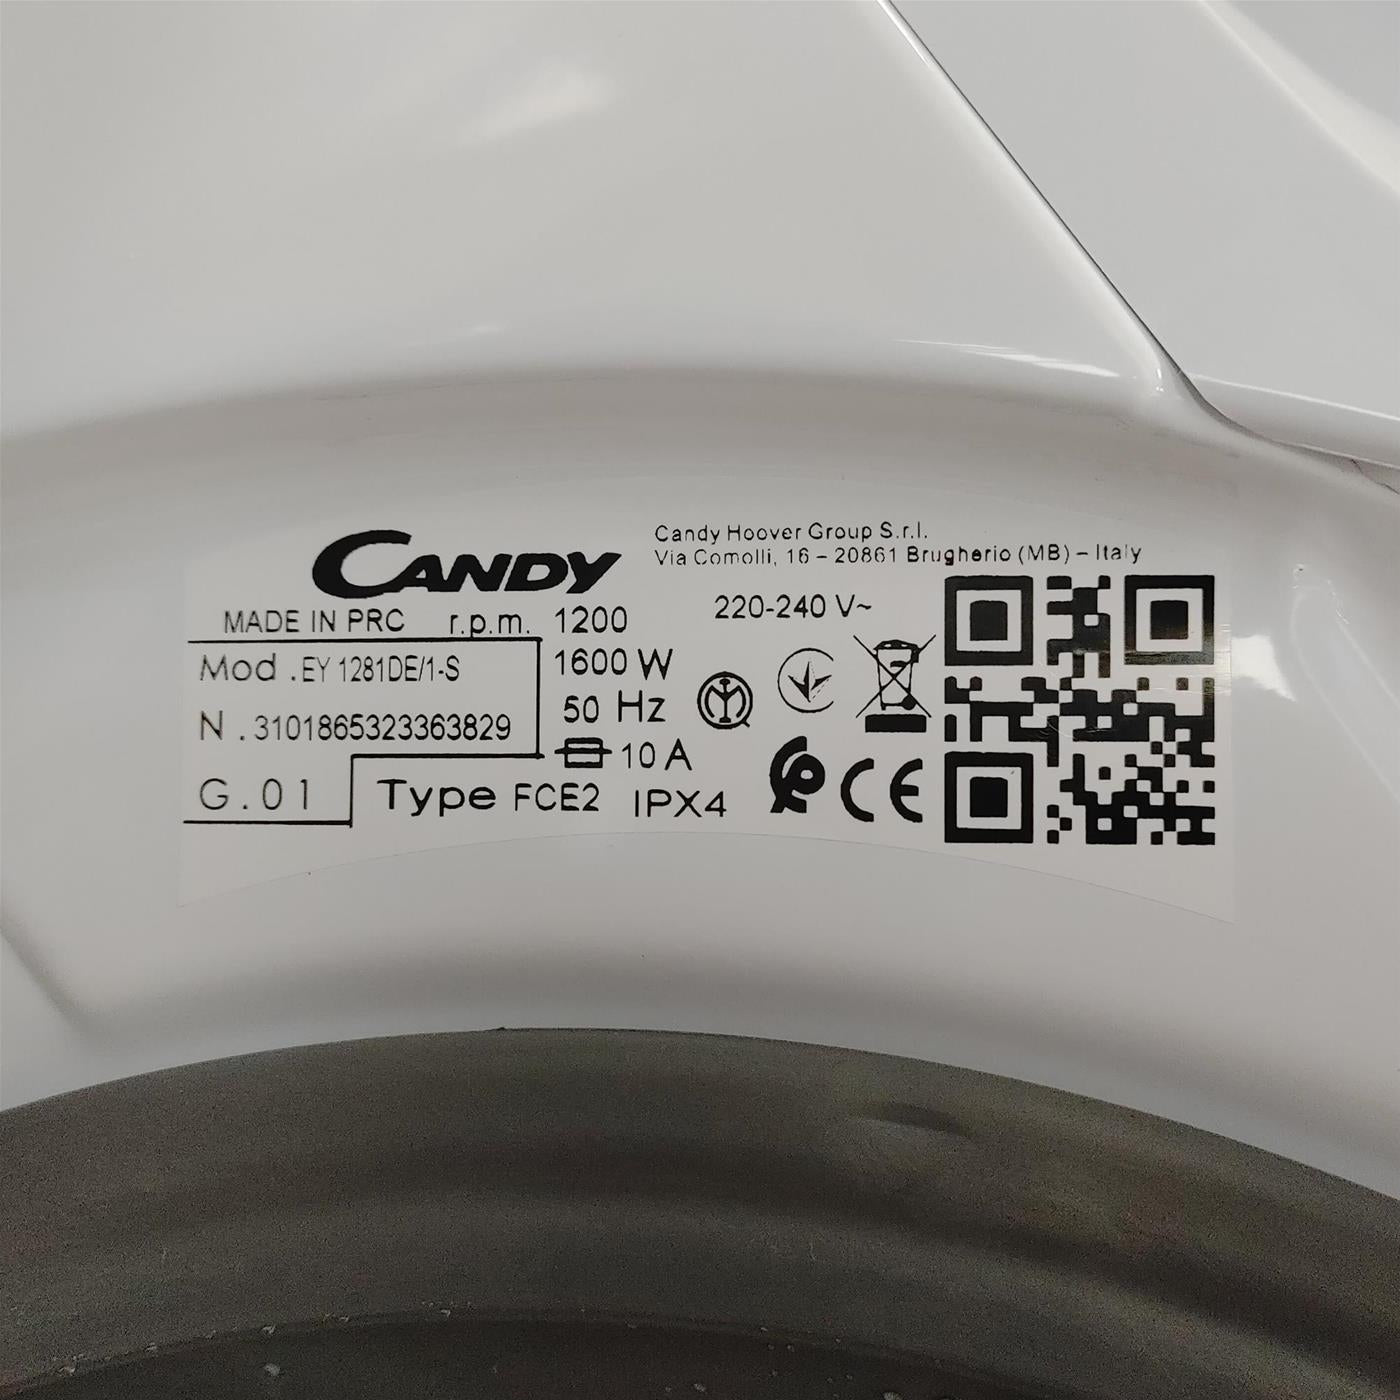 CANDY
Candy Hoover Group S.r.l.
Via Comolli, 16 – 20861 Brugherio (MB) – Italy
MADE IN PRC r.p.m. 1200 220-240 V~
Mod .EY 1281DE/1-S
1600 W
50 Hz
N .3101865323363829
10 A
G.01
Type FCE2 IPX4
CE